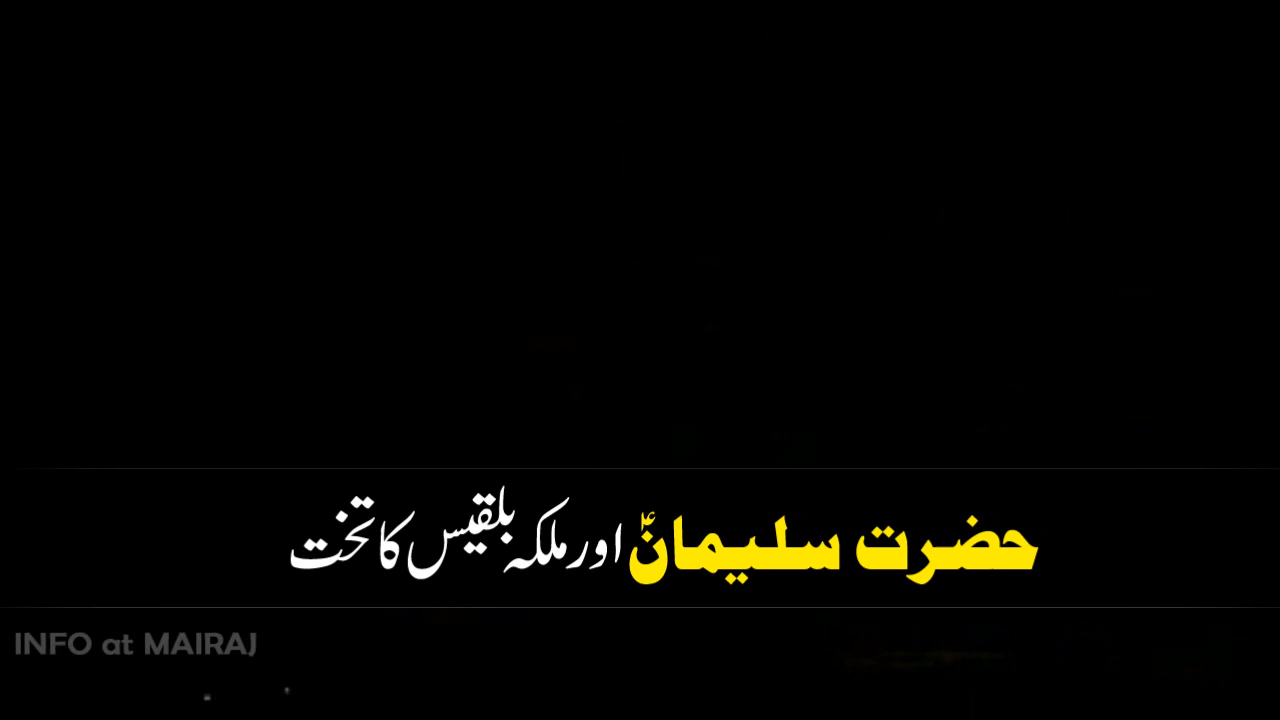 حضرت سلیمانؑ اور ملکہ بلقیس کا تخت
INFO at MAIRAJ